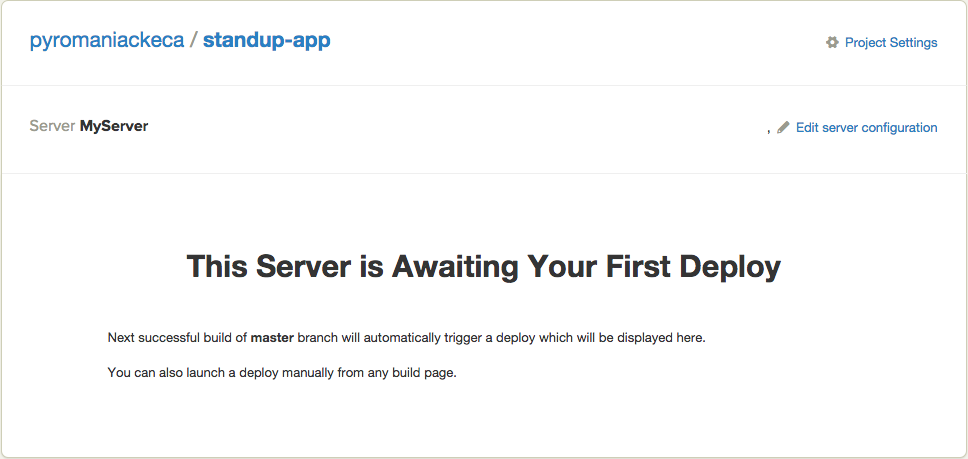 pyromaniackeca / standup-app
Project Settings
Server MyServer
, Edit server configuration
This Server is Awaiting Your First Deploy
Next successful build of master branch will automatically trigger a deploy which will be displayed here.
You can also launch a deploy manually from any build page.